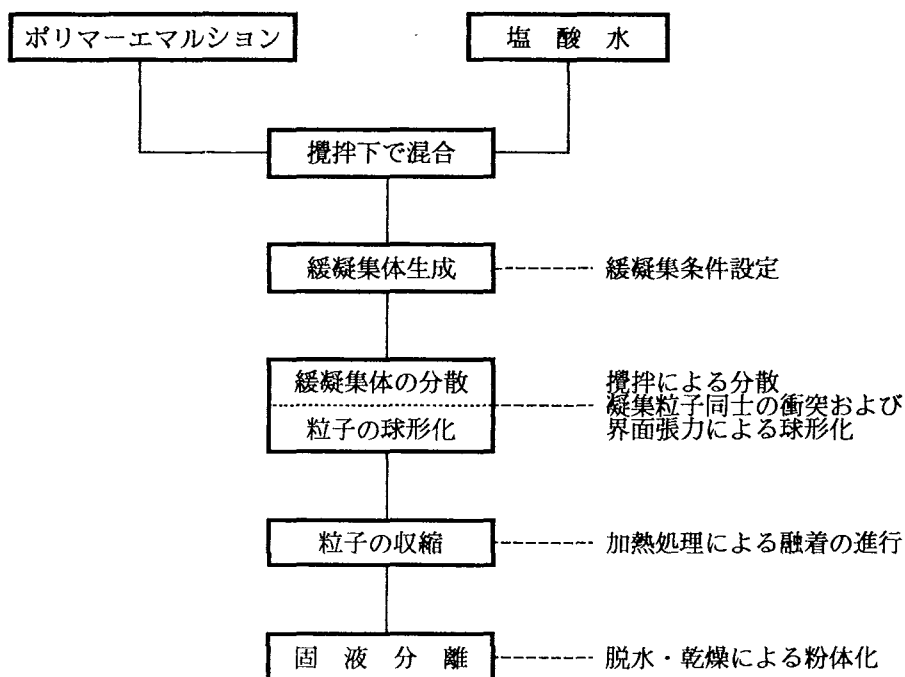 ポリマーエマルション
塩酸水
攪拌下で混合
緩凝集体生成
緩凝集条件設定
緩凝集体の分散
粒子の球形化
攪拌による分散
凝集粒子同士の衝突および
界面張力による球形化
粒子の収縮
加熱処理による融着の進行
固液分離
脱水・乾燥による粉体化